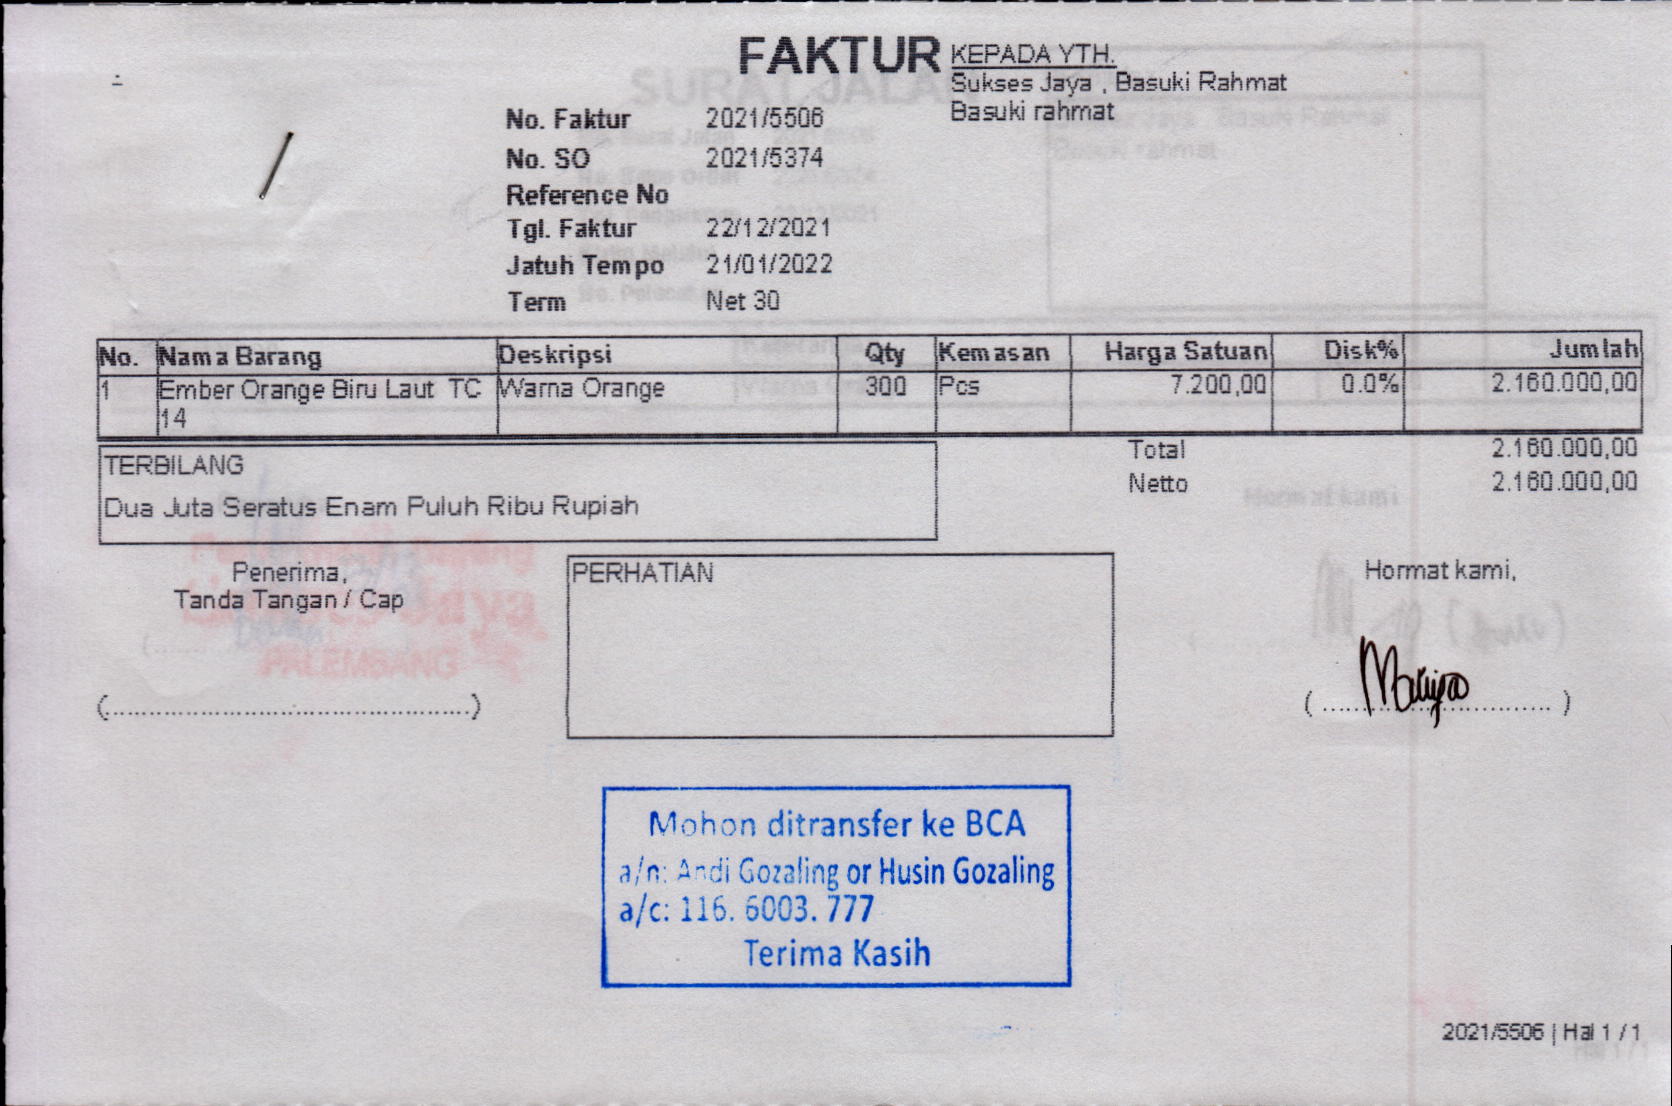 FAKTUR
KEPADA YTH.
Sukses Jaya , Basuki Rahmat
Basuki rahmat
No. Faktur 2021/5506
No. SO 2021/5374
Reference No
Tgl. Faktur 22/12/2021
Jatuh Tempo 21/01/2022
Term Net 30
No. Nama Barang Deskripsi Qty Kemasan Harga Satuan Disk% Jumlah
1 Ember Orange Biru Laut TC Warna Orange 300 Pcs 7.200,00 0.0% 2.160.000,00
14
Total 2.160.000,00
Netto 2.160.000,00
TERBILANG
Dua Juta Seratus Enam Puluh Ribu Rupiah
Penerima,
Tanda Tangan / Cap
(................................................)
PERHATIAN
Hormat kami,
Mohon ditransfer ke BCA
a/n: Andi Gozaling or Husin Gozaling
a/c: 116. 6003. 777
Terima Kasih
2021/5506 | Hal 1 / 1